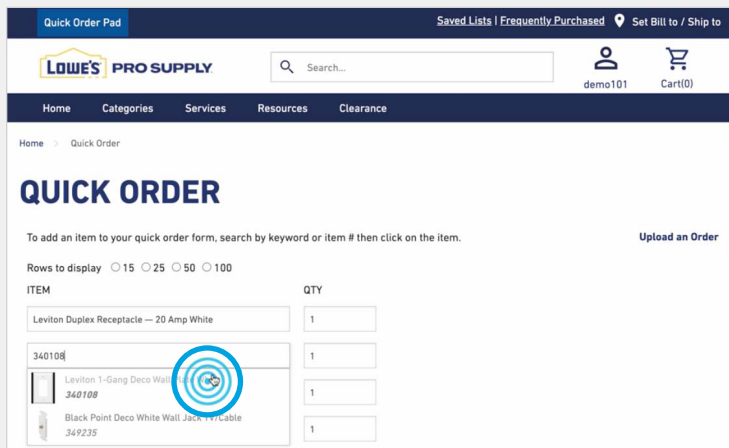 Quick Order Pad
Saved Lists | Frequently Purchased Set Bill to / Ship to
LOWE'S PRO SUPPLY
Search...
demo101 Cart(0)
Home Categories Services Resources Clearance
Home > Quick Order
QUICK ORDER
To add an item to your quick order form, search by keyword or item # then click on the item.
Upload an Order
Rows to display 15 25 50 100
ITEM QTY
Leviton Duplex Receptacle — 20 Amp White 1
340108 1
Leviton 1-Gang Deco Wall
340108
1
Black Point Deco White Wall Jack TV/Cable
349235
1